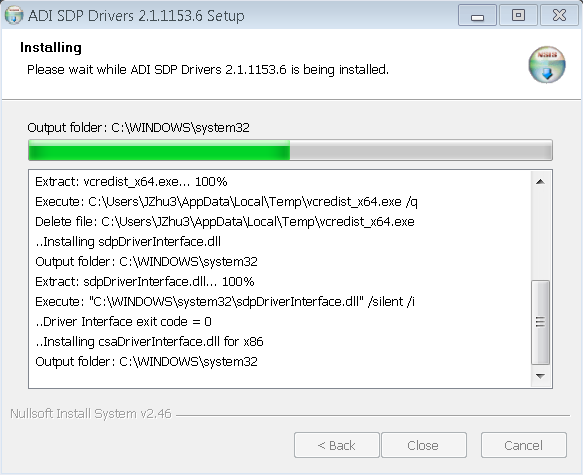 ADI SDP Drivers 2.1.1153.6 Setup
Installing
Please wait while ADI SDP Drivers 2.1.1153.6 is being installed.
Output folder: C:\WINDOWS\system32
Extract: vcredist_x64.exe... 100%
Execute: C:\Users\JZhu3\AppData\Local\Temp\vcredist_x64.exe /q
Delete file: C:\Users\JZhu3\AppData\Local\Temp\vcredist_x64.exe
..Installing sdpDriverInterface.dll
Output folder: C:\WINDOWS\system32
Extract: sdpDriverInterface.dll... 100%
Execute: "C:\WINDOWS\system32\sdpDriverInterface.dll" /silent /i
..Driver Interface exit code = 0
..Installing csaDriverInterface.dll for x86
Output folder: C:\WINDOWS\system32
Nullsoft Install System v2.46
< Back
Close
Cancel